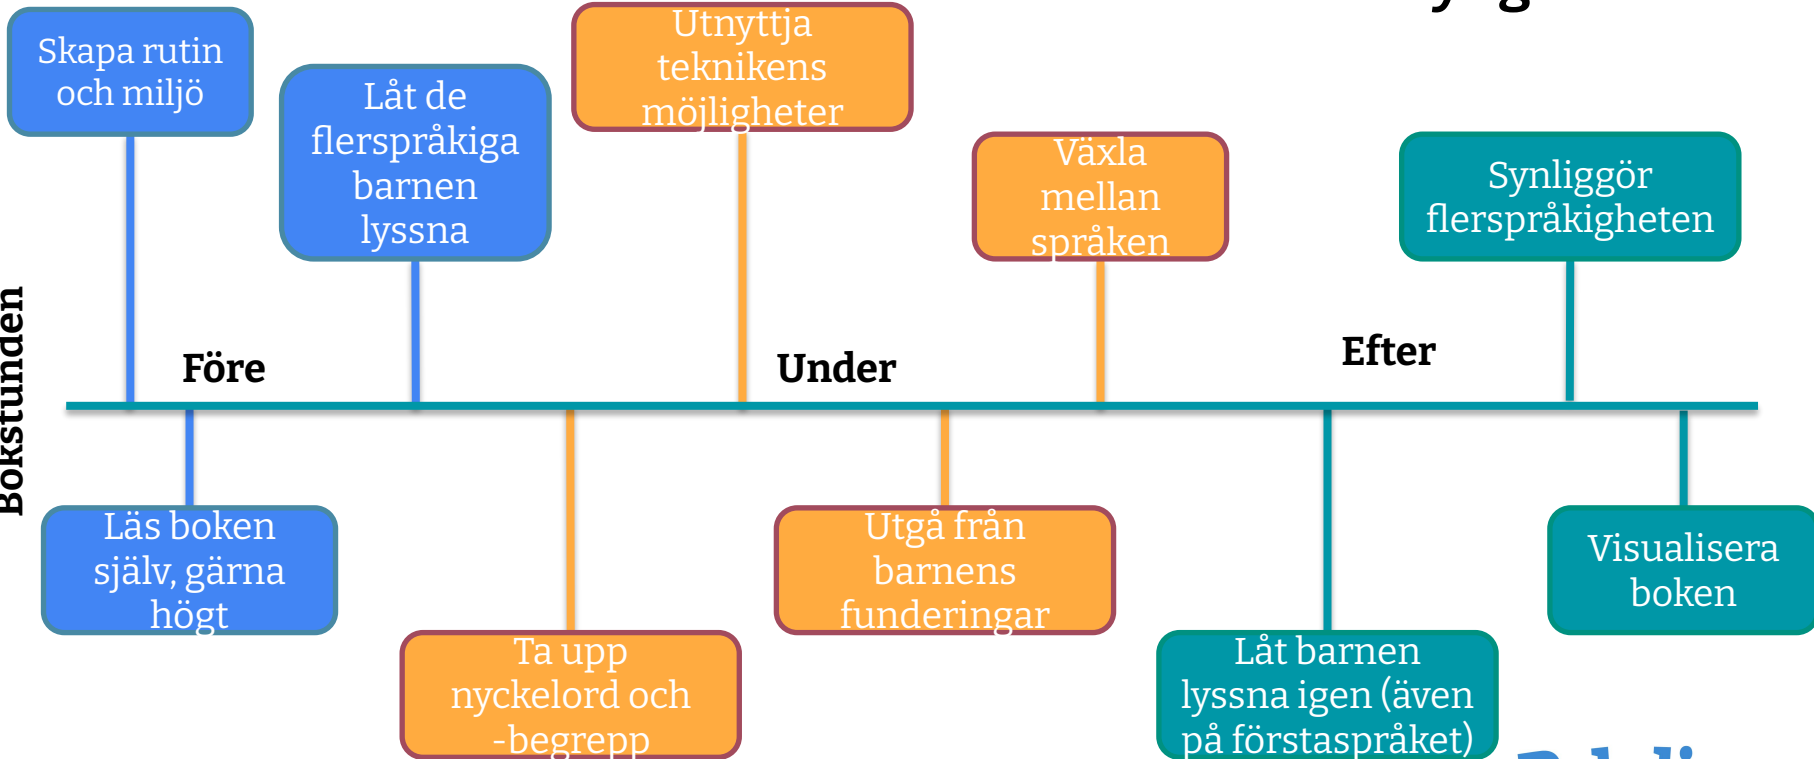 Skapa rutin
och miljö
Låt de
flerspråkiga
barnen
lyssna
Utnyttja
teknikens
möjligheter
Växla
mellan
språken
Synliggör
flerspråkigheten
Bokstunden
Före
Under
Efter
Läs boken
själv, gärna
högt
Ta upp
nyckelord och
-begrepp
Utgå från
barnens
funderingar
Låt barnen
lyssna igen (även
på förstaspråket)
Visualisera
boken